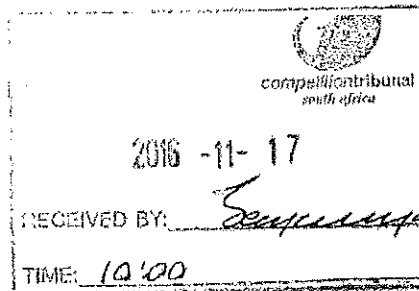 competitiontribunal
south africa
2016 -11- 17
RECEIVED BY:
TIME: 10:00